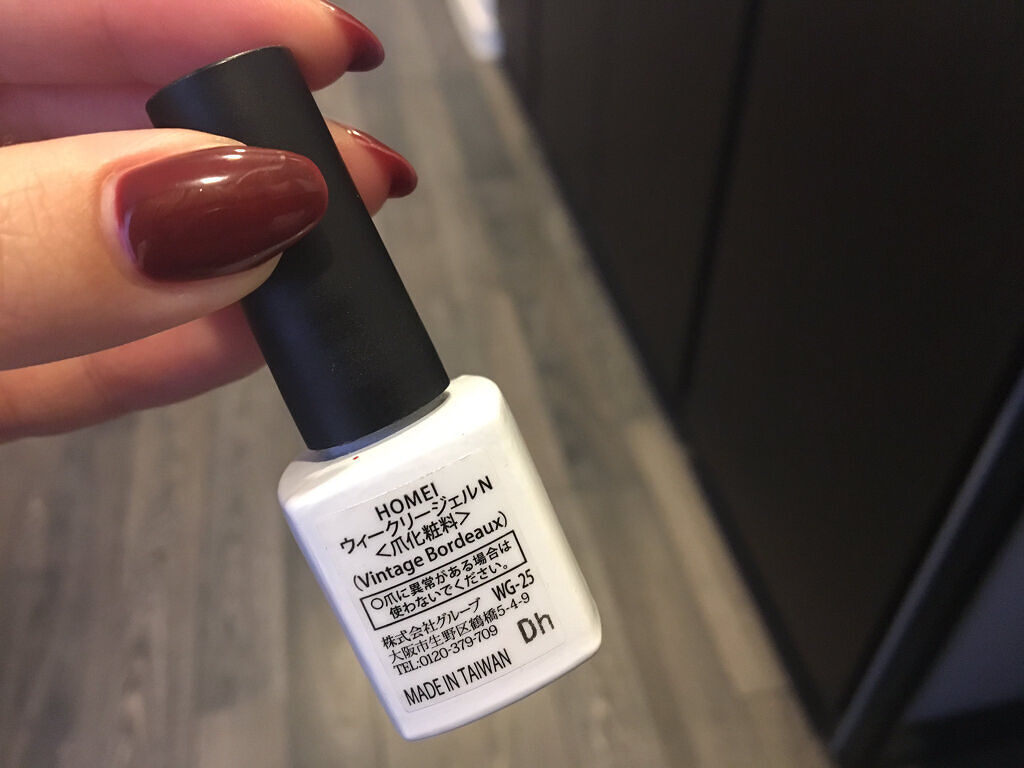 HOMEI
ウィークリージェルN
<爪化粧料>
(Vintage Bordeaux)
○爪に異常がある場合は
使わないでください。
WG-25
株式会社グループ
大阪市生野区鶴橋5-4-9
TEL:0120-379-709
Dh
MADE IN TAIWAN